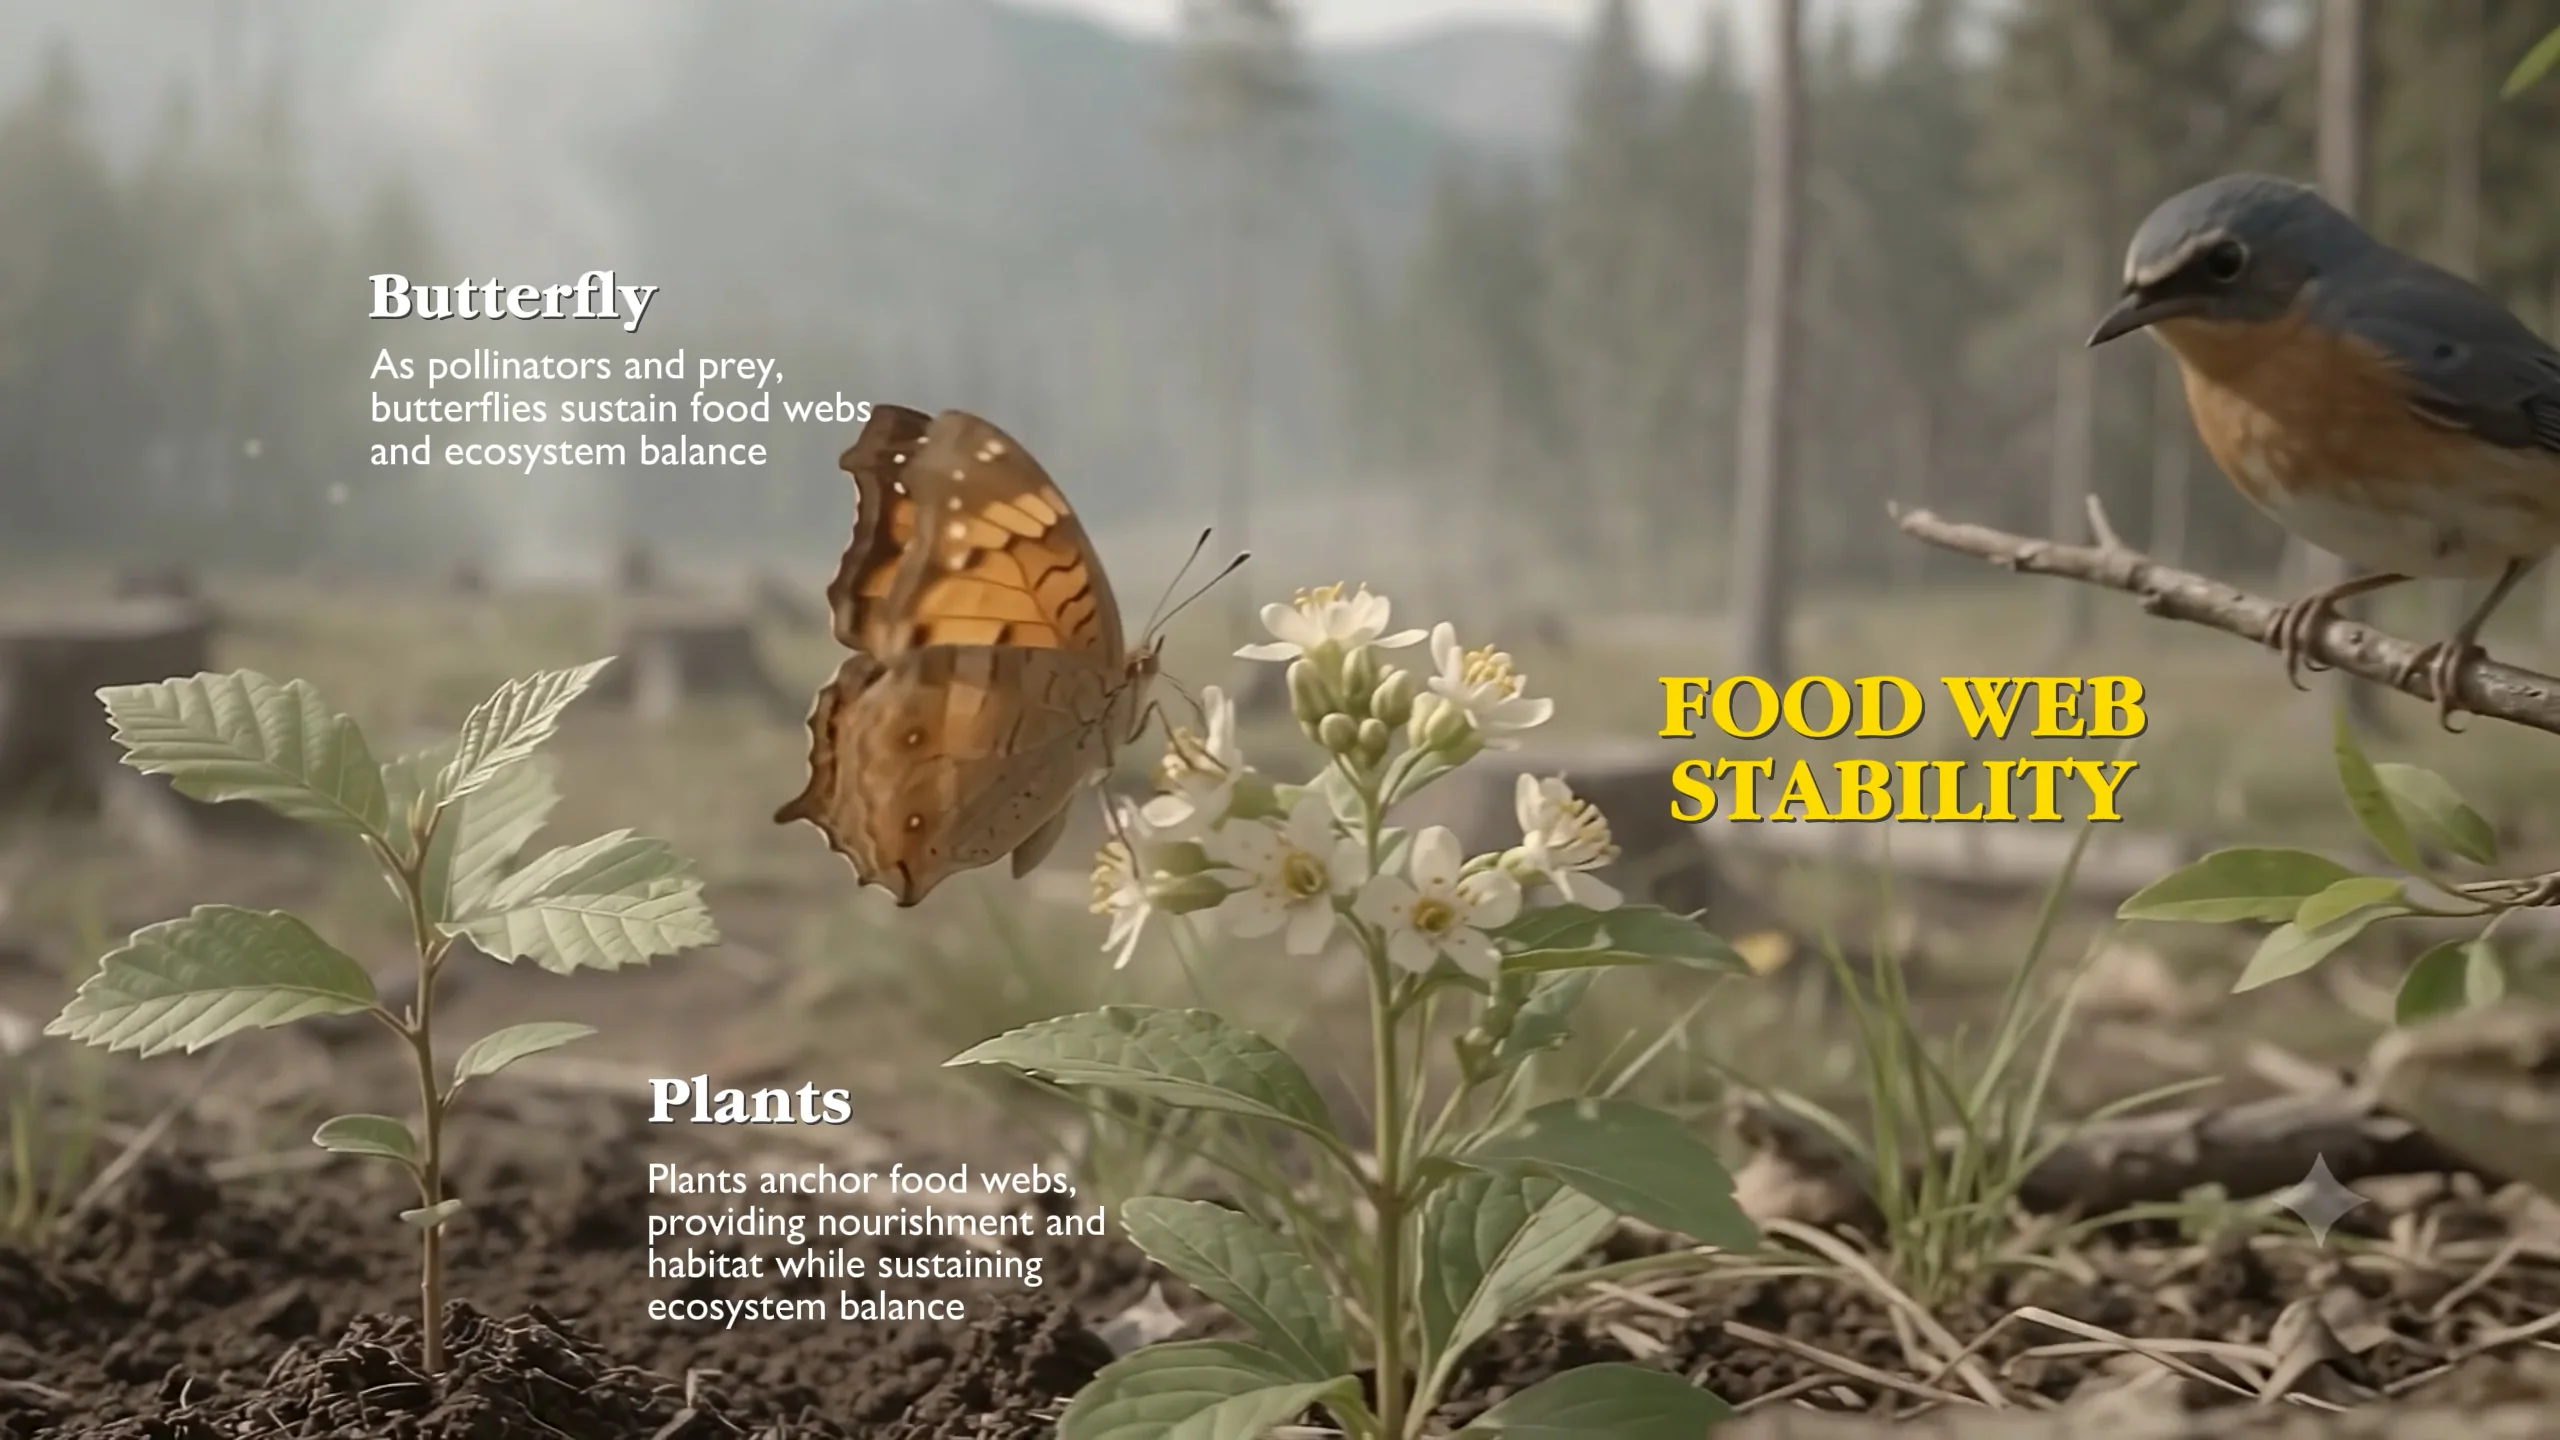 Butterfly
As pollinators and prey,
butterflies sustain food webs
and ecosystem balance
FOOD WEB
STABILITY
Plants
Plants anchor food webs,
providing nourishment and
habitat while sustaining
ecosystem balance